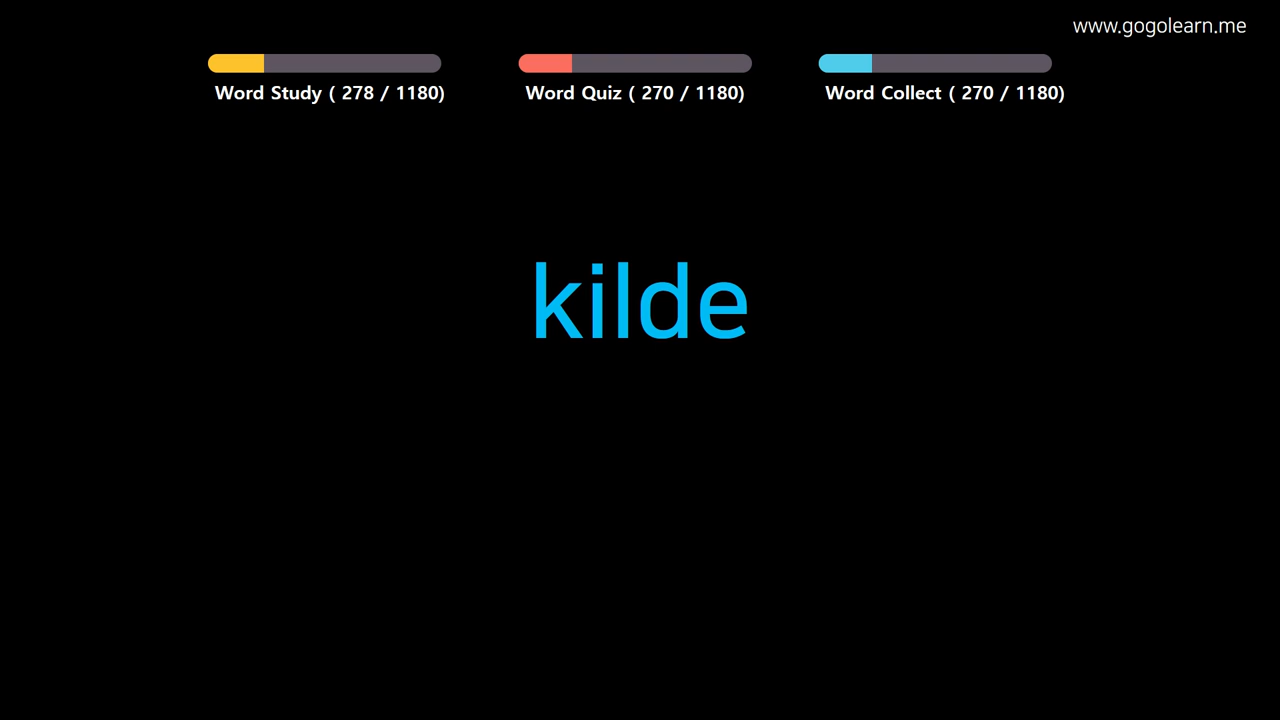 www.gogolearn.me
Word Study ( 278 / 1180)
Word Quiz ( 270 / 1180)
Word Collect ( 270 / 1180)
kilde